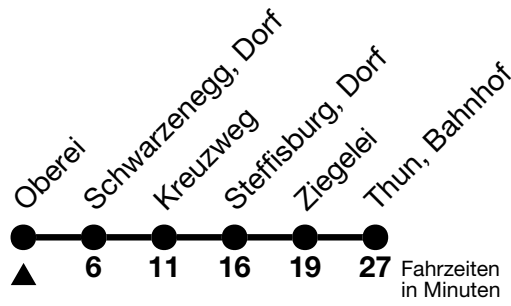 Oberei
Schwarzenegg, Dorf
Kreuzweg
Steffisburg, Dorf
Ziegelei
Thun, Bahnhof
6 11 16 19 27 Fahrzeiten
in Minuten